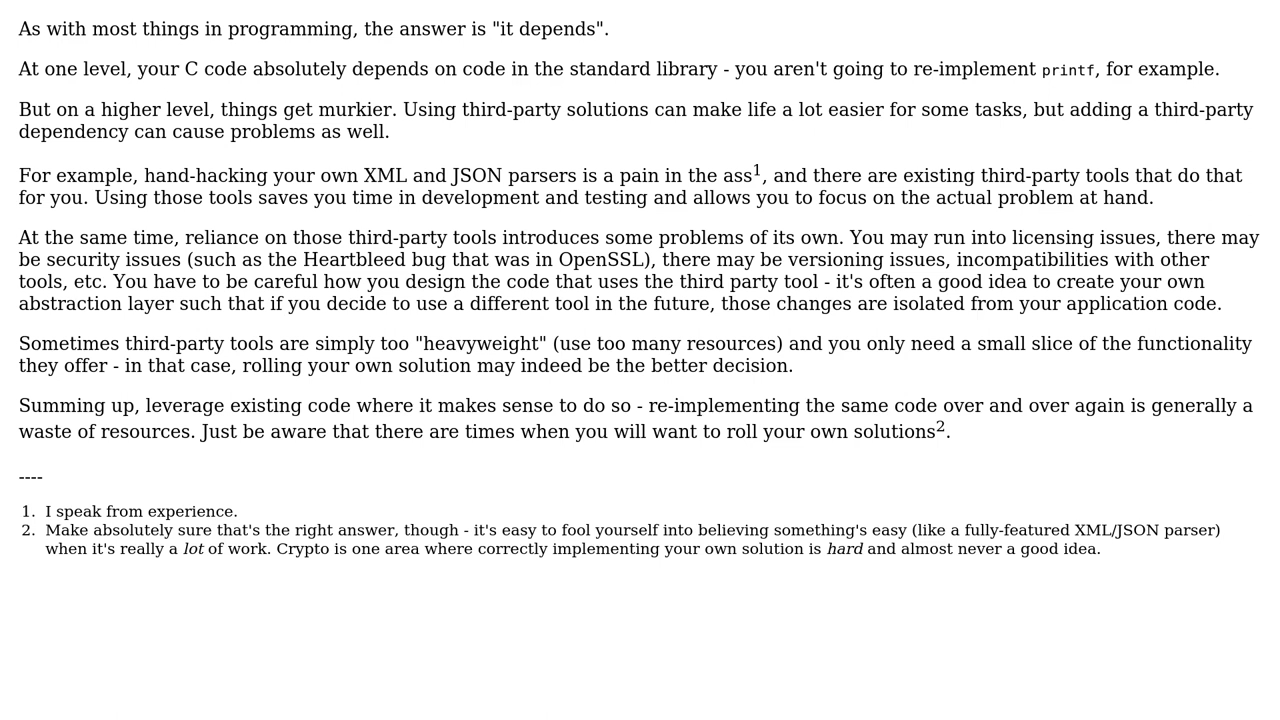 As with most things in programming, the answer is "it depends".
At one level, your C code absolutely depends on code in the standard library - you aren't going to re-implement printf, for example.
But on a higher level, things get murkier. Using third-party solutions can make life a lot easier for some tasks, but adding a third-party
dependency can cause problems as well.
For example, hand-hacking your own XML and JSON parsers is a pain in the ass1, and there are existing third-party tools that do that
for you. Using those tools saves you time in development and testing and allows you to focus on the actual problem at hand.
At the same time, reliance on those third-party tools introduces some problems of its own. You may run into licensing issues, there may
be security issues (such as the Heartbleed bug that was in OpenSSL), there may be versioning issues, incompatibilities with other
tools, etc. You have to be careful how you design the code that uses the third party tool - it's often a good idea to create your own
abstraction layer such that if you decide to use a different tool in the future, those changes are isolated from your application code.
Sometimes third-party tools are simply too "heavyweight" (use too many resources) and you only need a small slice of the functionality
they offer - in that case, rolling your own solution may indeed be the better decision.
Summing up, leverage existing code where it makes sense to do so - re-implementing the same code over and over again is generally a
waste of resources. Just be aware that there are times when you will want to roll your own solutions2.
----
1. I speak from experience.
2. Make absolutely sure that's the right answer, though - it's easy to fool yourself into believing something's easy (like a fully-featured XML/JSON parser)
when it's really a lot of work. Crypto is one area where correctly implementing your own solution is hard and almost never a good idea.